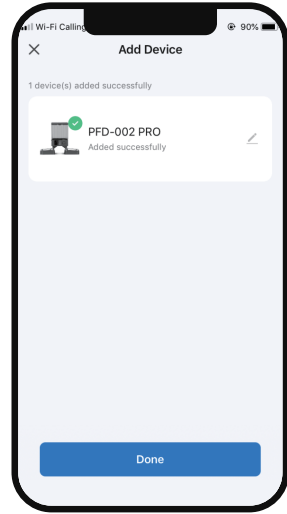 Wi-Fi Calling
90%
Add Device
1 device(s) added successfully
PFD-002 PRO
Added successfully
Done